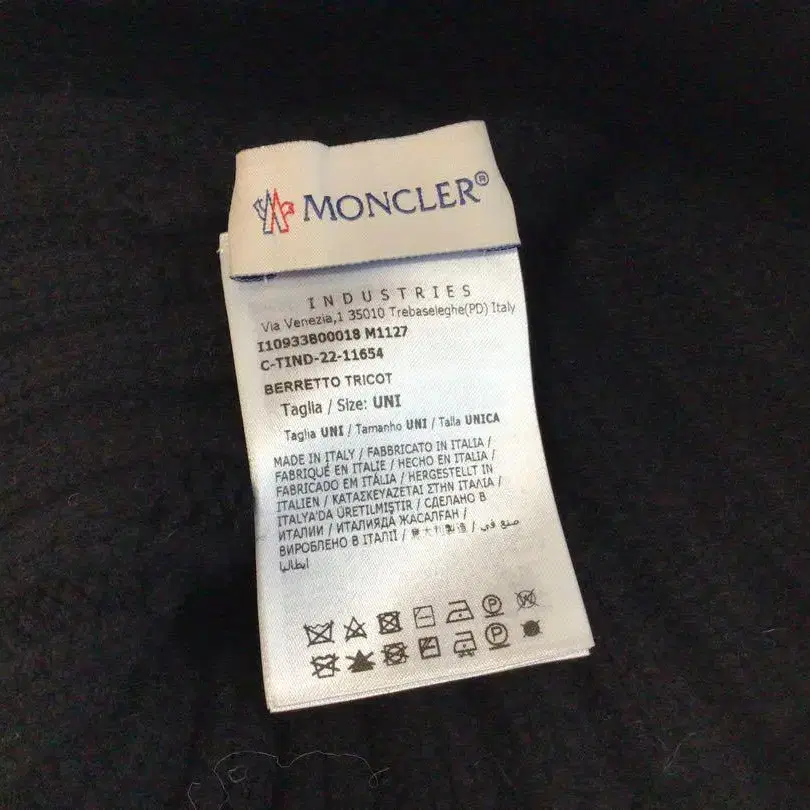 MONCLER®
INDUSTRIES
Via Venezia,1 35010 Trebaseleghe(PD) Italy
I10933B00018 M1127
C-TIND-22-11654
BERRETTO TRICOT
Taglia / Size: UNI
Taglia UNI / Tamanho UNI / Talla UNICA
MADE IN ITALY / FABBRICATO IN ITALIA /
FABRIQUÉ EN ITALIE / HECHO EN ITALIA /
FABRICADO EM ITÁLIA / HERGESTELLT IN
ITALIEN / ΚΑΤΑΣΚΕΥΑΖΕΤΑΙ ΣΤΗΝ ΙΤΑΛΙΑ /
ITALYA'DA ÜRETILMIŞTIR / СДЕЛАНО В
ИТАЛИИ / ИТАЛИЯДА ЖАСАЛҒАН /
ВИРОБЛЕНО В ІТАЛІЇ / 意大利製造 / صنع في
ايطاليا